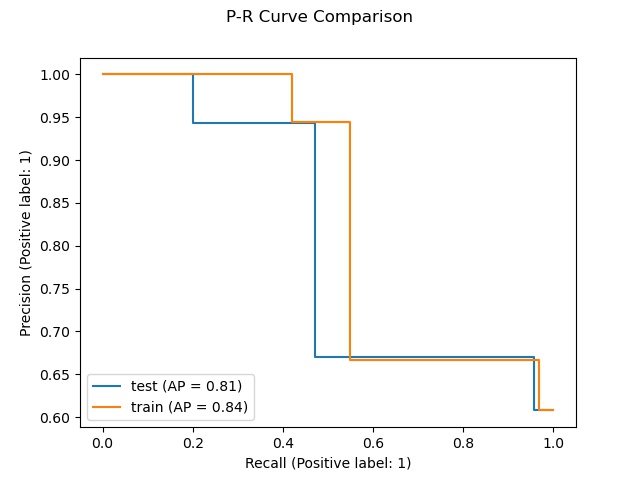 P-R Curve Comparison
Precision (Positive label: 1)
1.00
0.95
0.90
0.85
0.80
0.75
0.70
0.65
0.60
test (AP = 0.81)
train (AP = 0.84)
0.0 0.2 0.4 0.6 0.8 1.0
Recall (Positive label: 1)